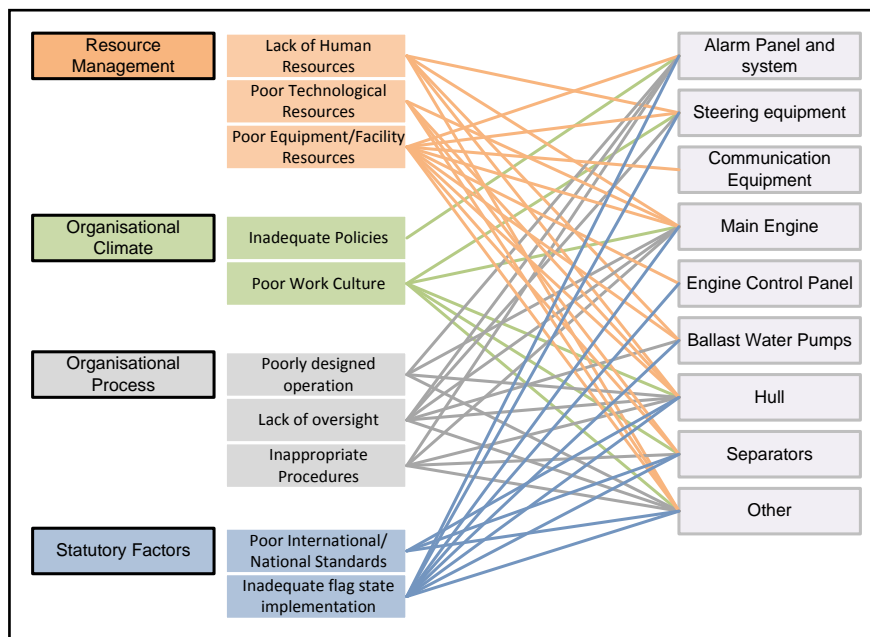 Resource
Management
Lack of Human
Resources
Poor Technological
Resources
Poor Equipment/Facility
Resources
Organisational
Climate
Inadequate Policies
Poor Work Culture
Organisational
Process
Poorly designed
operation
Lack of oversight
Inappropriate
Procedures
Statutory Factors
Poor International/
National Standards
Inadequate flag state
implementation
Alarm Panel and
system
Steering equipment
Communication
Equipment
Main Engine
Engine Control Panel
Ballast Water Pumps
Hull
Separators
Other